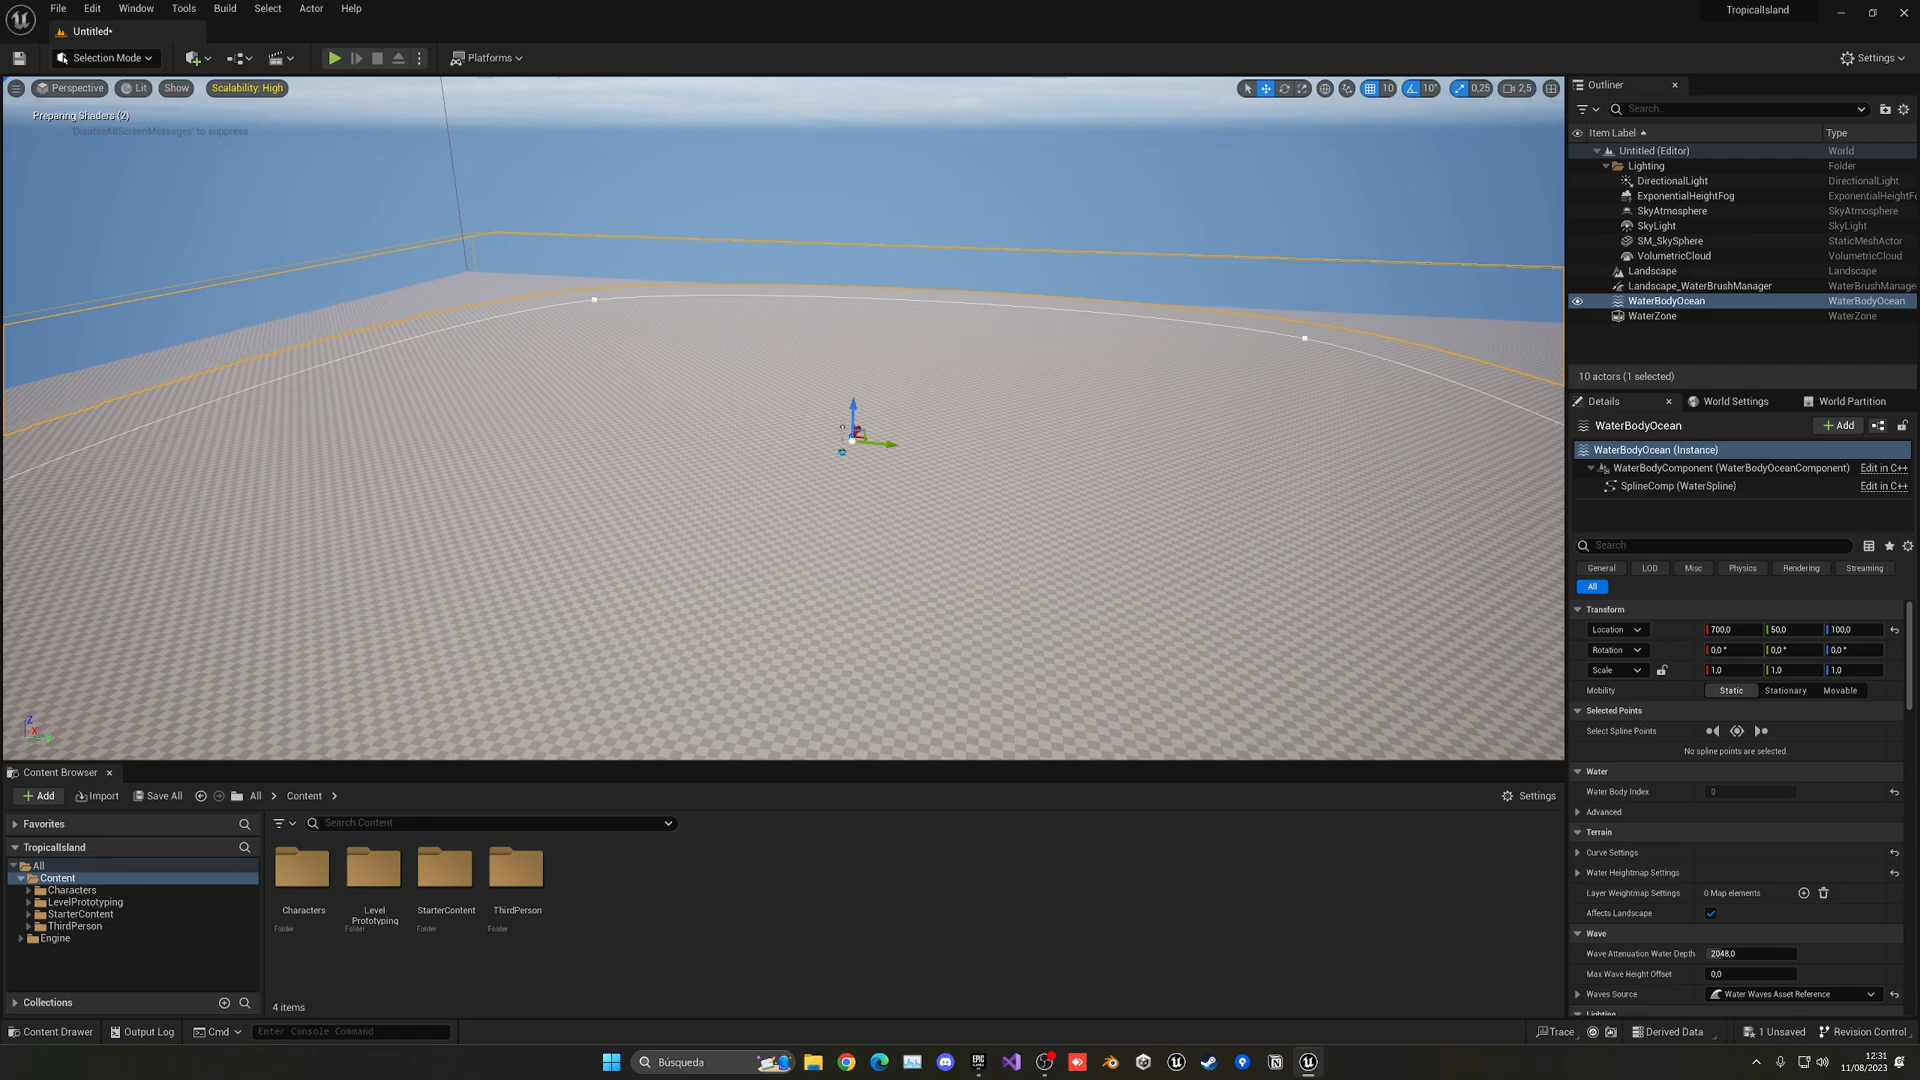 File Edit Window Tools Build Select Actor Help
TropicalIsland
Untitled*
Selection Mode
Platforms
Settings
Perspective
Lit
Show
Scalability: High
10
10°
0,25
2,5
Preparing Shaders (2)
'DisableAllScreenMessages' to suppress
Z
X
Y
Outliner
Search...
Item Label
Type
Untitled (Editor) World
Lighting Folder
DirectionalLight DirectionalLight
ExponentialHeightFog ExponentialHeightFo
SkyAtmosphere SkyAtmosphere
SkyLight SkyLight
SM_SkySphere StaticMeshActor
VolumetricCloud VolumetricCloud
Landscape Landscape
Landscape_WaterBrushManager WaterBrushManage
WaterBodyOcean WaterBodyOcean
WaterZone WaterZone
10 actors (1 selected)
Details
World Settings
World Partition
WaterBodyOcean
Add
WaterBodyOcean (Instance)
WaterBodyComponent (WaterBodyOceanComponent) Edit in C++
SplineComp (WaterSpline) Edit in C++
Search
General LOD Misc Physics Rendering Streaming
All
Transform
Location 700,0 50,0 100,0
Rotation 0,0 ° 0,0 ° 0,0 °
Scale 1,0 1,0 1,0
Mobility Static Stationary Movable
Selected Points
Select Spline Points
No spline points are selected.
Water
Water Body Index 0
Advanced
Terrain
Curve Settings
Water Heightmap Settings
Layer Weightmap Settings 0 Map elements
Affects Landscape
Wave
Wave Attenuation Water Depth 2048,0
Max Wave Height Offset 0,0
Waves Source Water Waves Asset Reference
Lighting
Content Browser
Add Import Save All All Content
Settings
Favorites
TropicalIsland
All
Content
Characters
LevelPrototyping
StarterContent
ThirdPerson
Engine
Collections
Search Content
Characters
Folder
Level
Prototyping
Folder
StarterContent
Folder
ThirdPerson
Folder
4 items
Content Drawer Output Log Cmd Enter Console Command
Trace Derived Data 1 Unsaved Revision Control
Búsqueda
EPIC
GAMES
12:31
11/08/2023